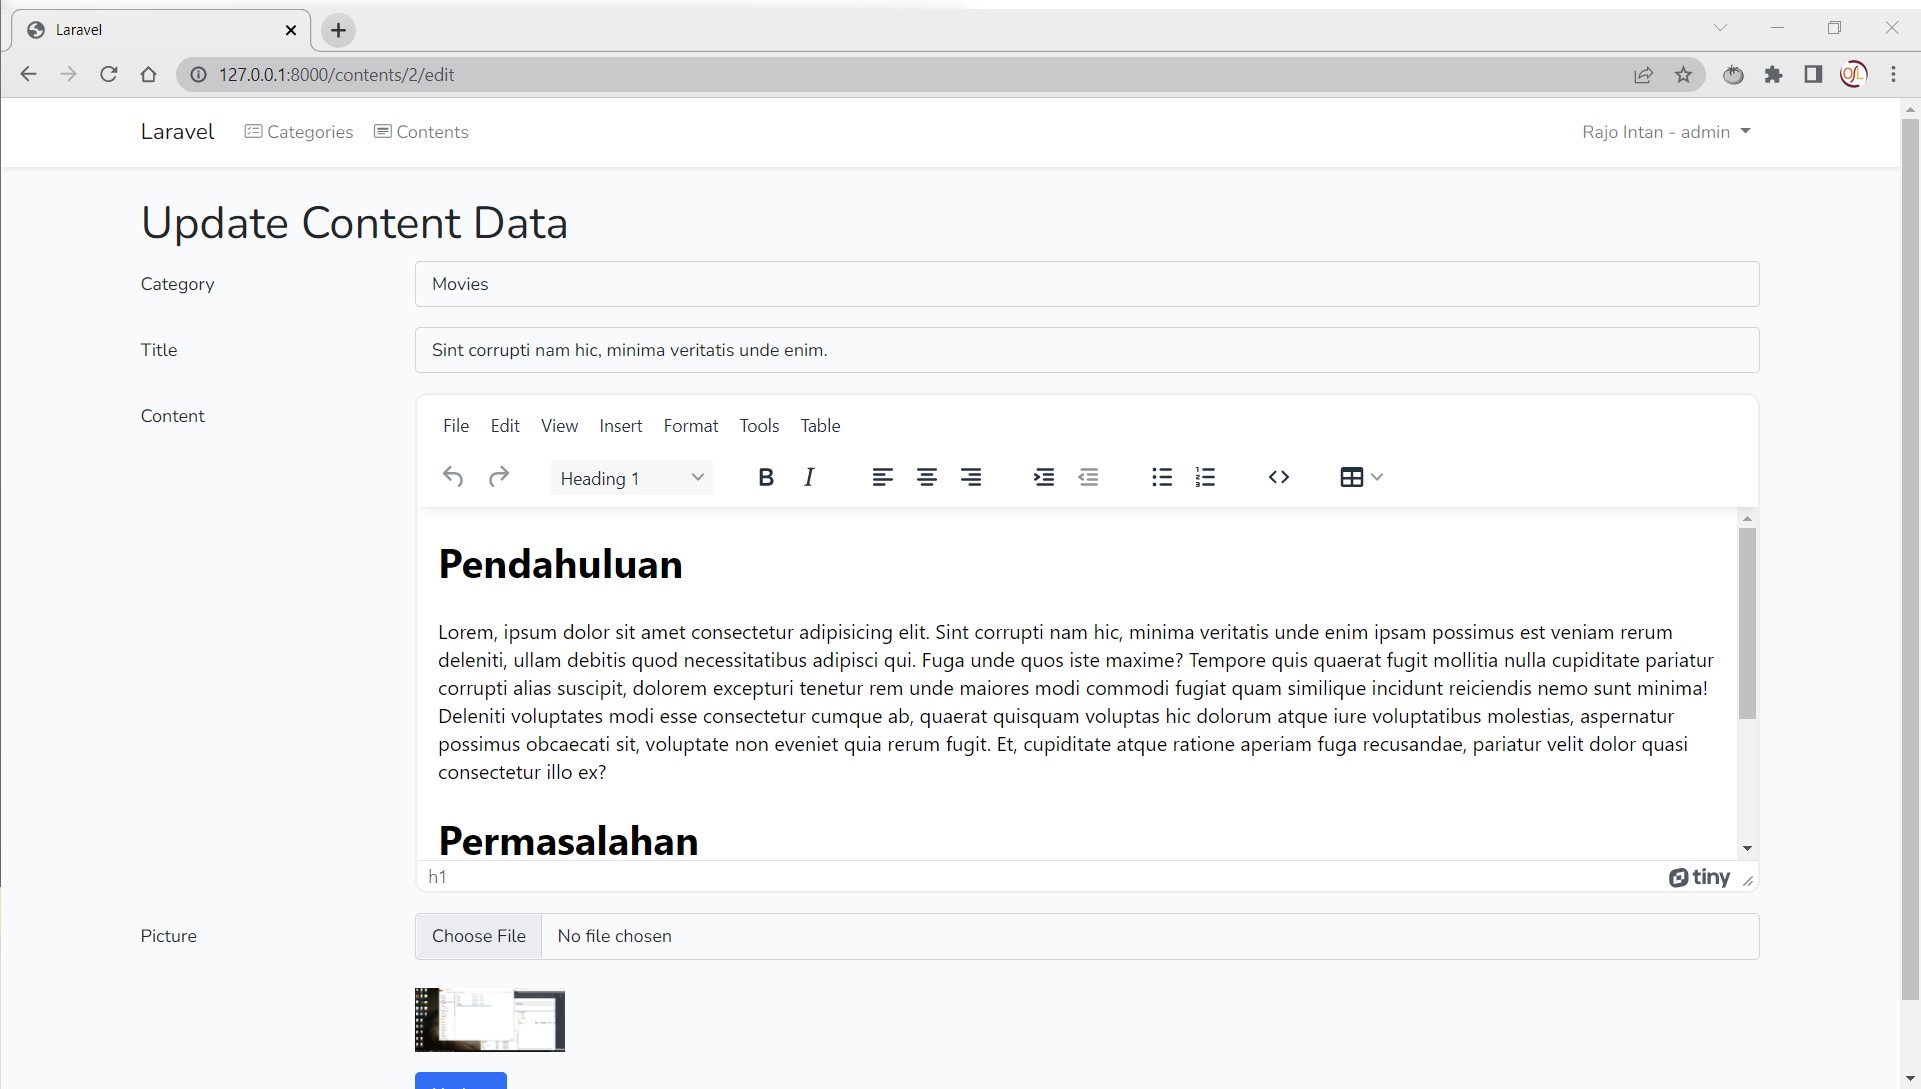 Laravel
127.0.0.1:8000/contents/2/edit
Laravel Categories Contents Rajo Intan - admin
Update Content Data
Category Movies
Title Sint corrupti nam hic, minima veritatis unde enim.
Content
File Edit View Insert Format Tools Table
Heading 1 B I
Pendahuluan
Lorem, ipsum dolor sit amet consectetur adipisicing elit. Sint corrupti nam hic, minima veritatis unde enim ipsam possimus est veniam rerum
deleniti, ullam debitis quod necessitatibus adipisci qui. Fuga unde quos iste maxime? Tempore quis quaerat fugit mollitia nulla cupiditate pariatur
corrupti alias suscipit, dolorem excepturi tenetur rem unde maiores modi commodi fugiat quam similique incidunt reiciendis nemo sunt minima!
Deleniti voluptates modi esse consectetur cumque ab, quaerat quisquam voluptas hic dolorum atque iure voluptatibus molestias, aspernatur
possimus obcaecati sit, voluptate non eveniet quia rerum fugit. Et, cupiditate atque ratione aperiam fuga recusandae, pariatur velit dolor quasi
consectetur illo ex?
Permasalahan
h1 tiny
Picture Choose File No file chosen